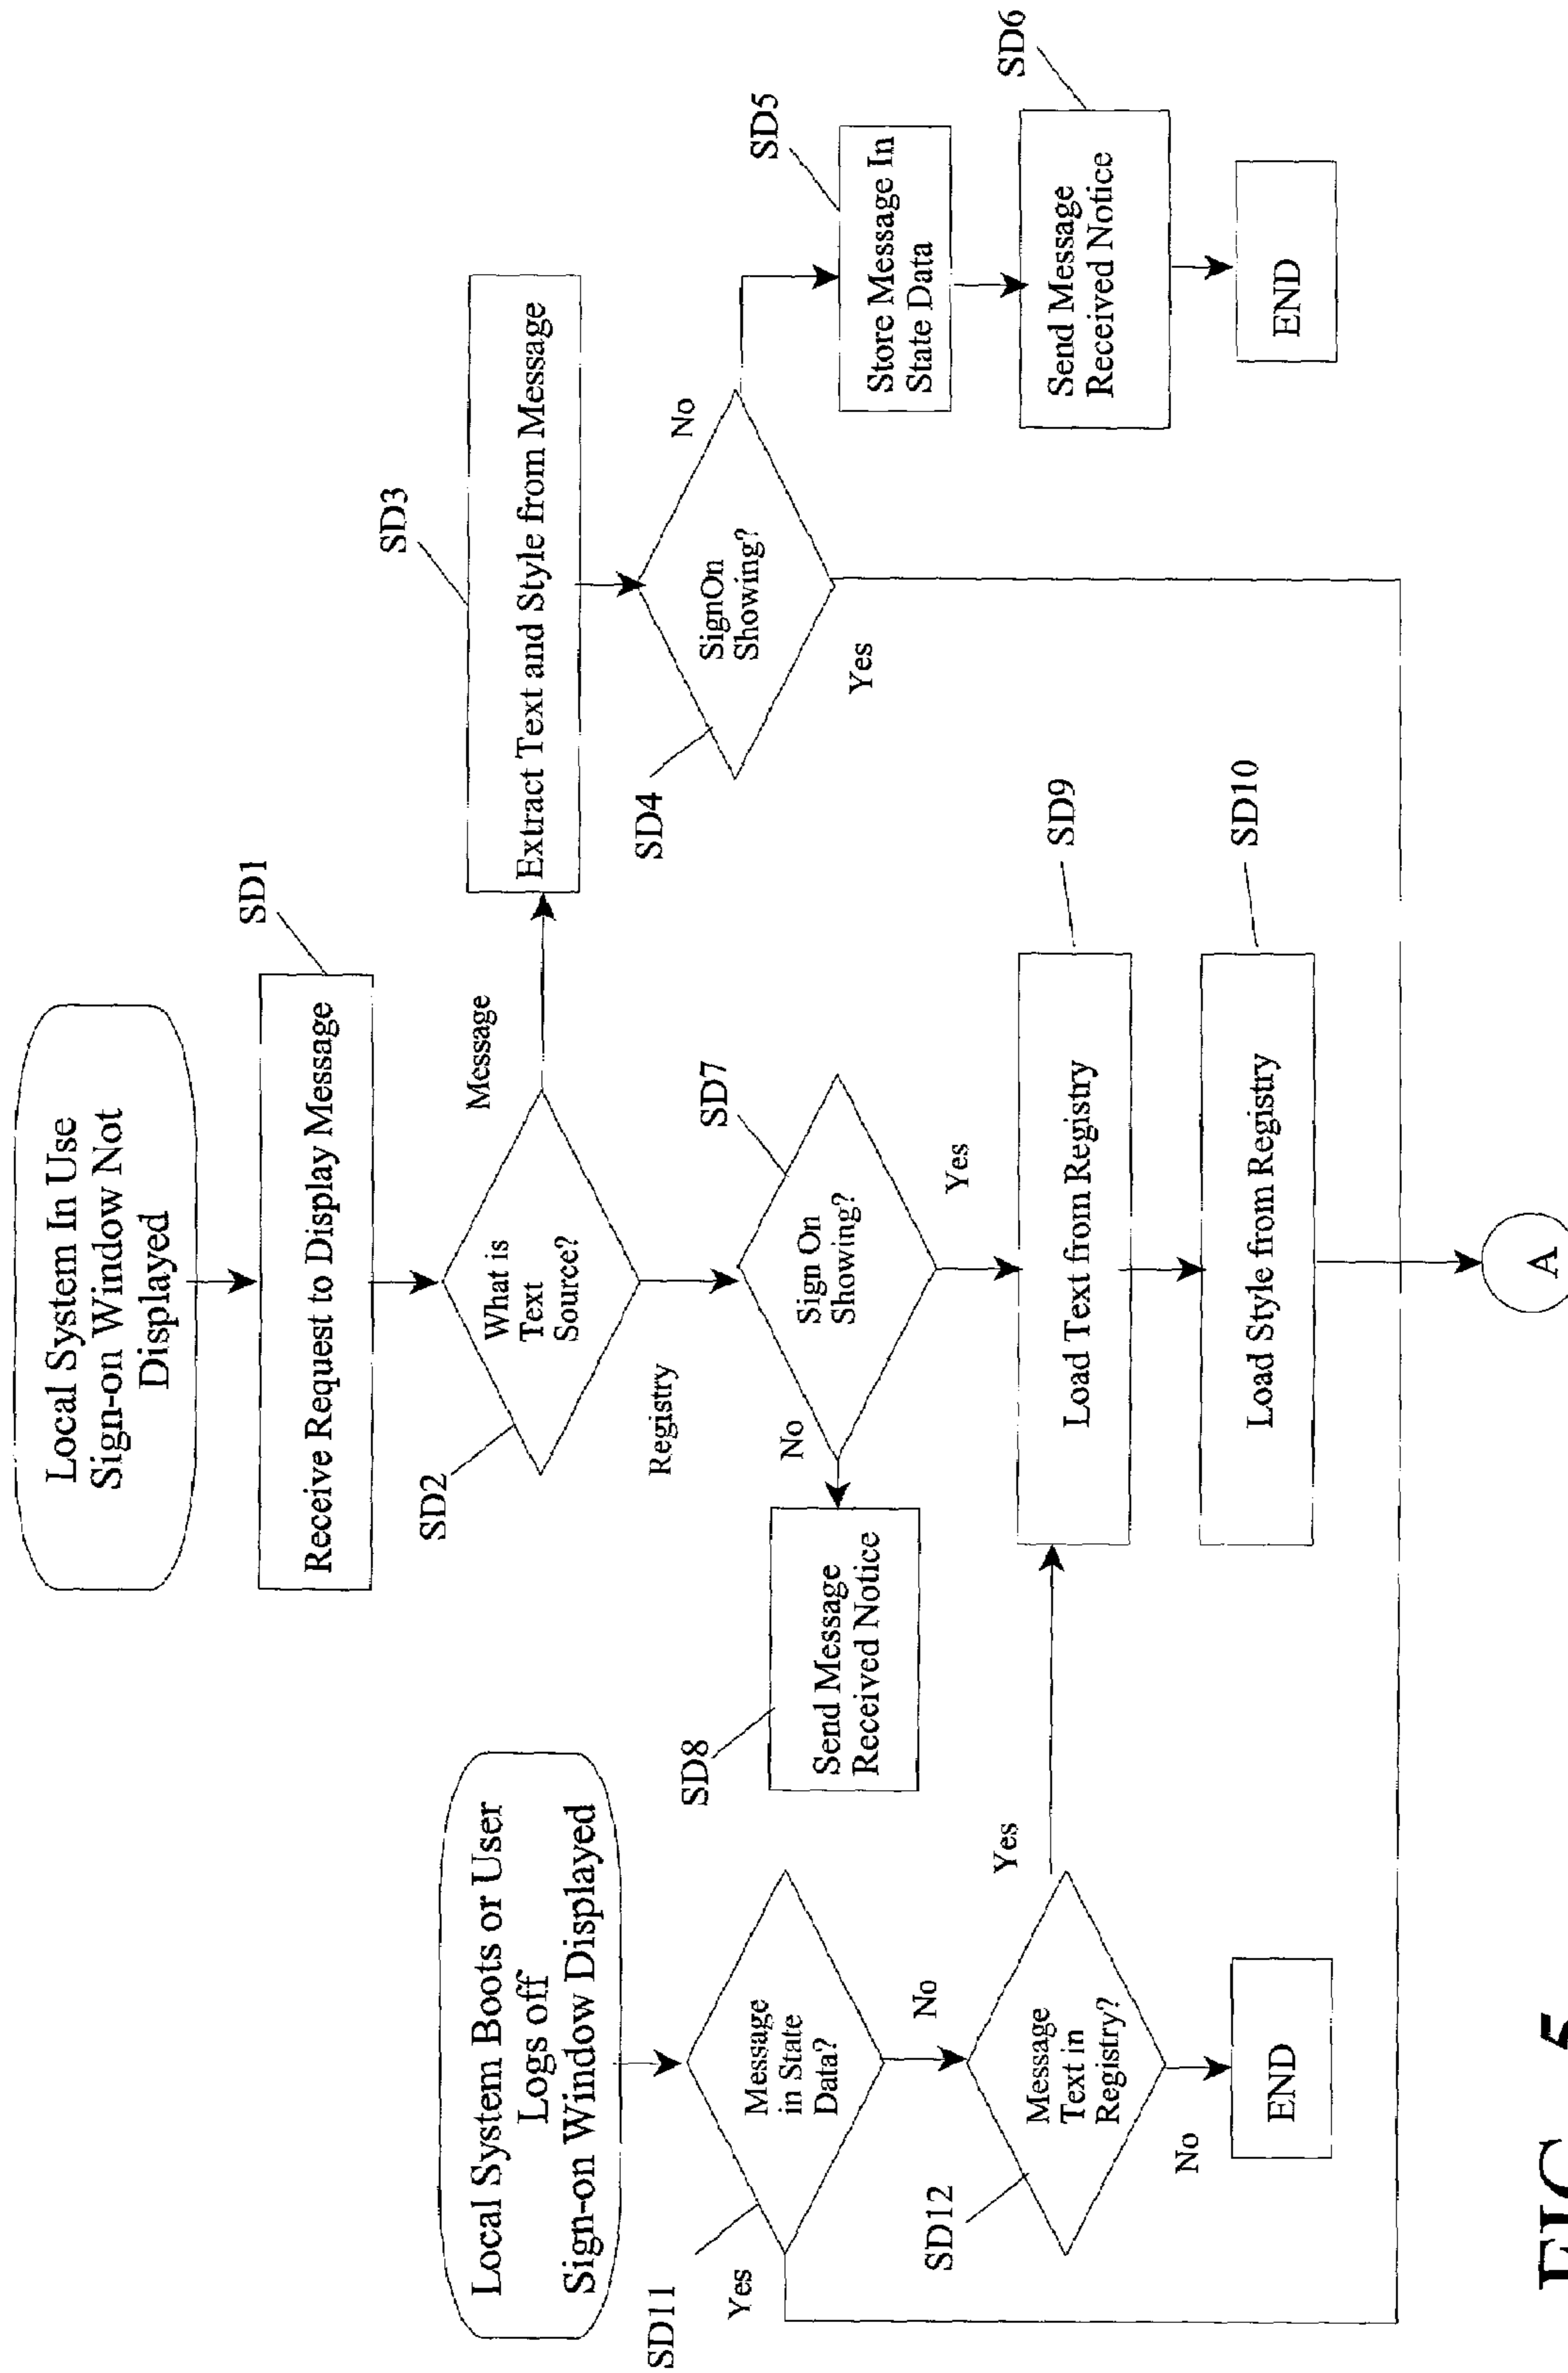 Local System In Use
Sign-on Window Not
Displayed
SD1
Receive Request to Display Message
SD2
What is
Text
Source?
Message
Registry
SD3
Extract Text and Style from Message
SD4
SignOn
Showing?
No
Yes
SD5
Store Message In
State Data
SD6
Send Message
Received Notice
END
SD7
Sign On
Showing?
No
Yes
SD8
Send Message
Received Notice
SD9
Load Text from Registry
SD10
Load Style from Registry
A
Local System Boots or User
Logs off
Sign-on Window Displayed
SD11
Message
in State
Data?
Yes
No
SD12
Message
Text in
Registry?
Yes
No
END
FIG. 5